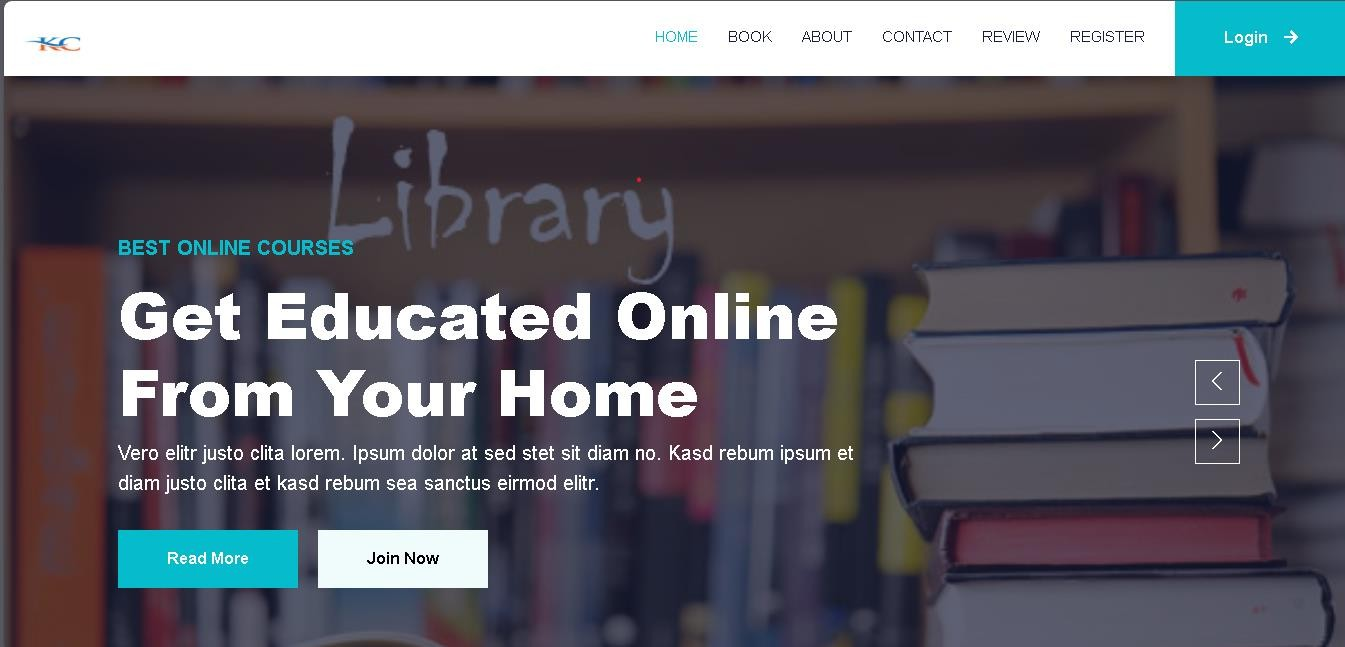 KC
HOME BOOK ABOUT CONTACT REVIEW REGISTER Login
Library
BEST ONLINE COURSES
Get Educated Online
From Your Home
Vero elitr justo clita lorem. Ipsum dolor at sed stet sit diam no. Kasd rebum ipsum et
diam justo clita et kasd rebum sea sanctus eirmod elitr.
Read More Join Now